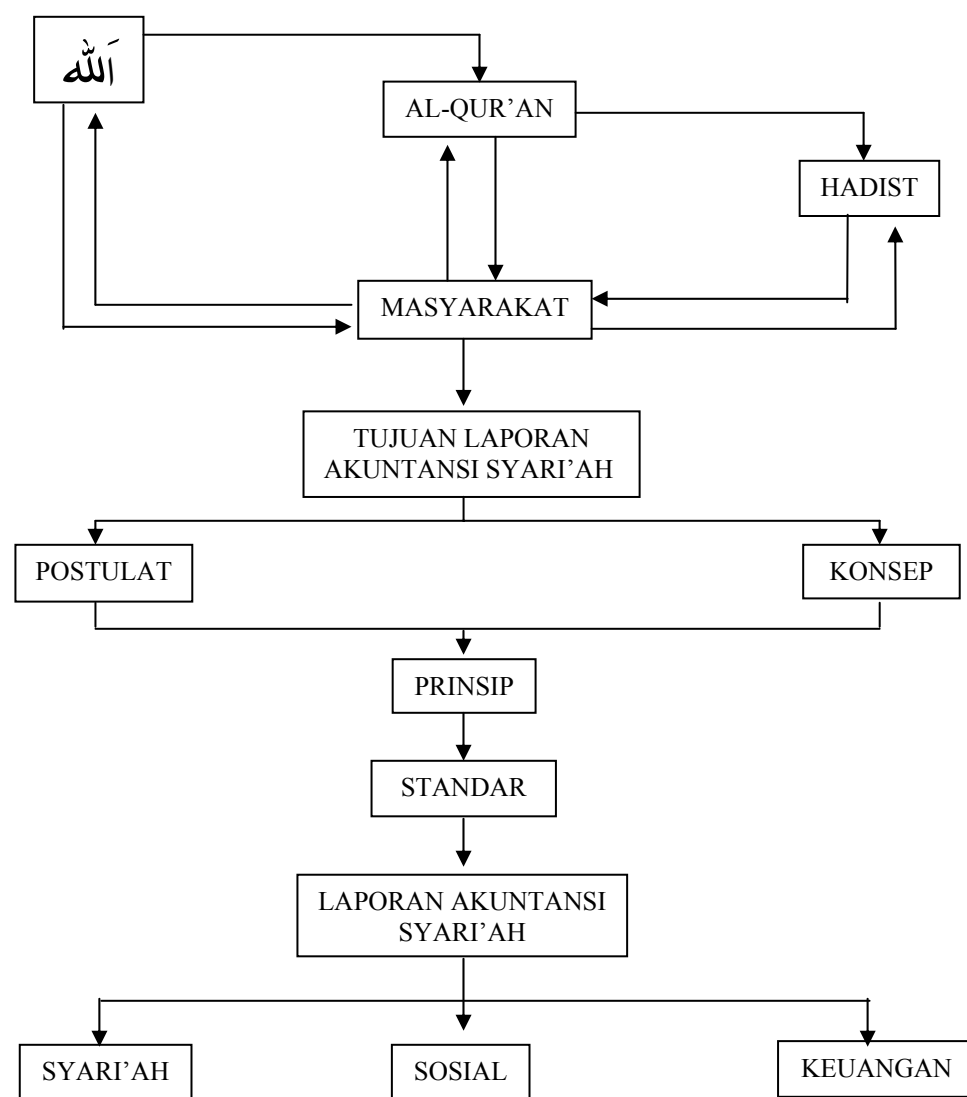 اَلله
AL-QUR’AN
HADIST
MASYARAKAT
TUJUAN LAPORAN
AKUNTANSI SYARI’AH
POSTULAT
KONSEP
PRINSIP
STANDAR
LAPORAN AKUNTANSI
SYARI’AH
SYARI’AH
SOSIAL
KEUANGAN